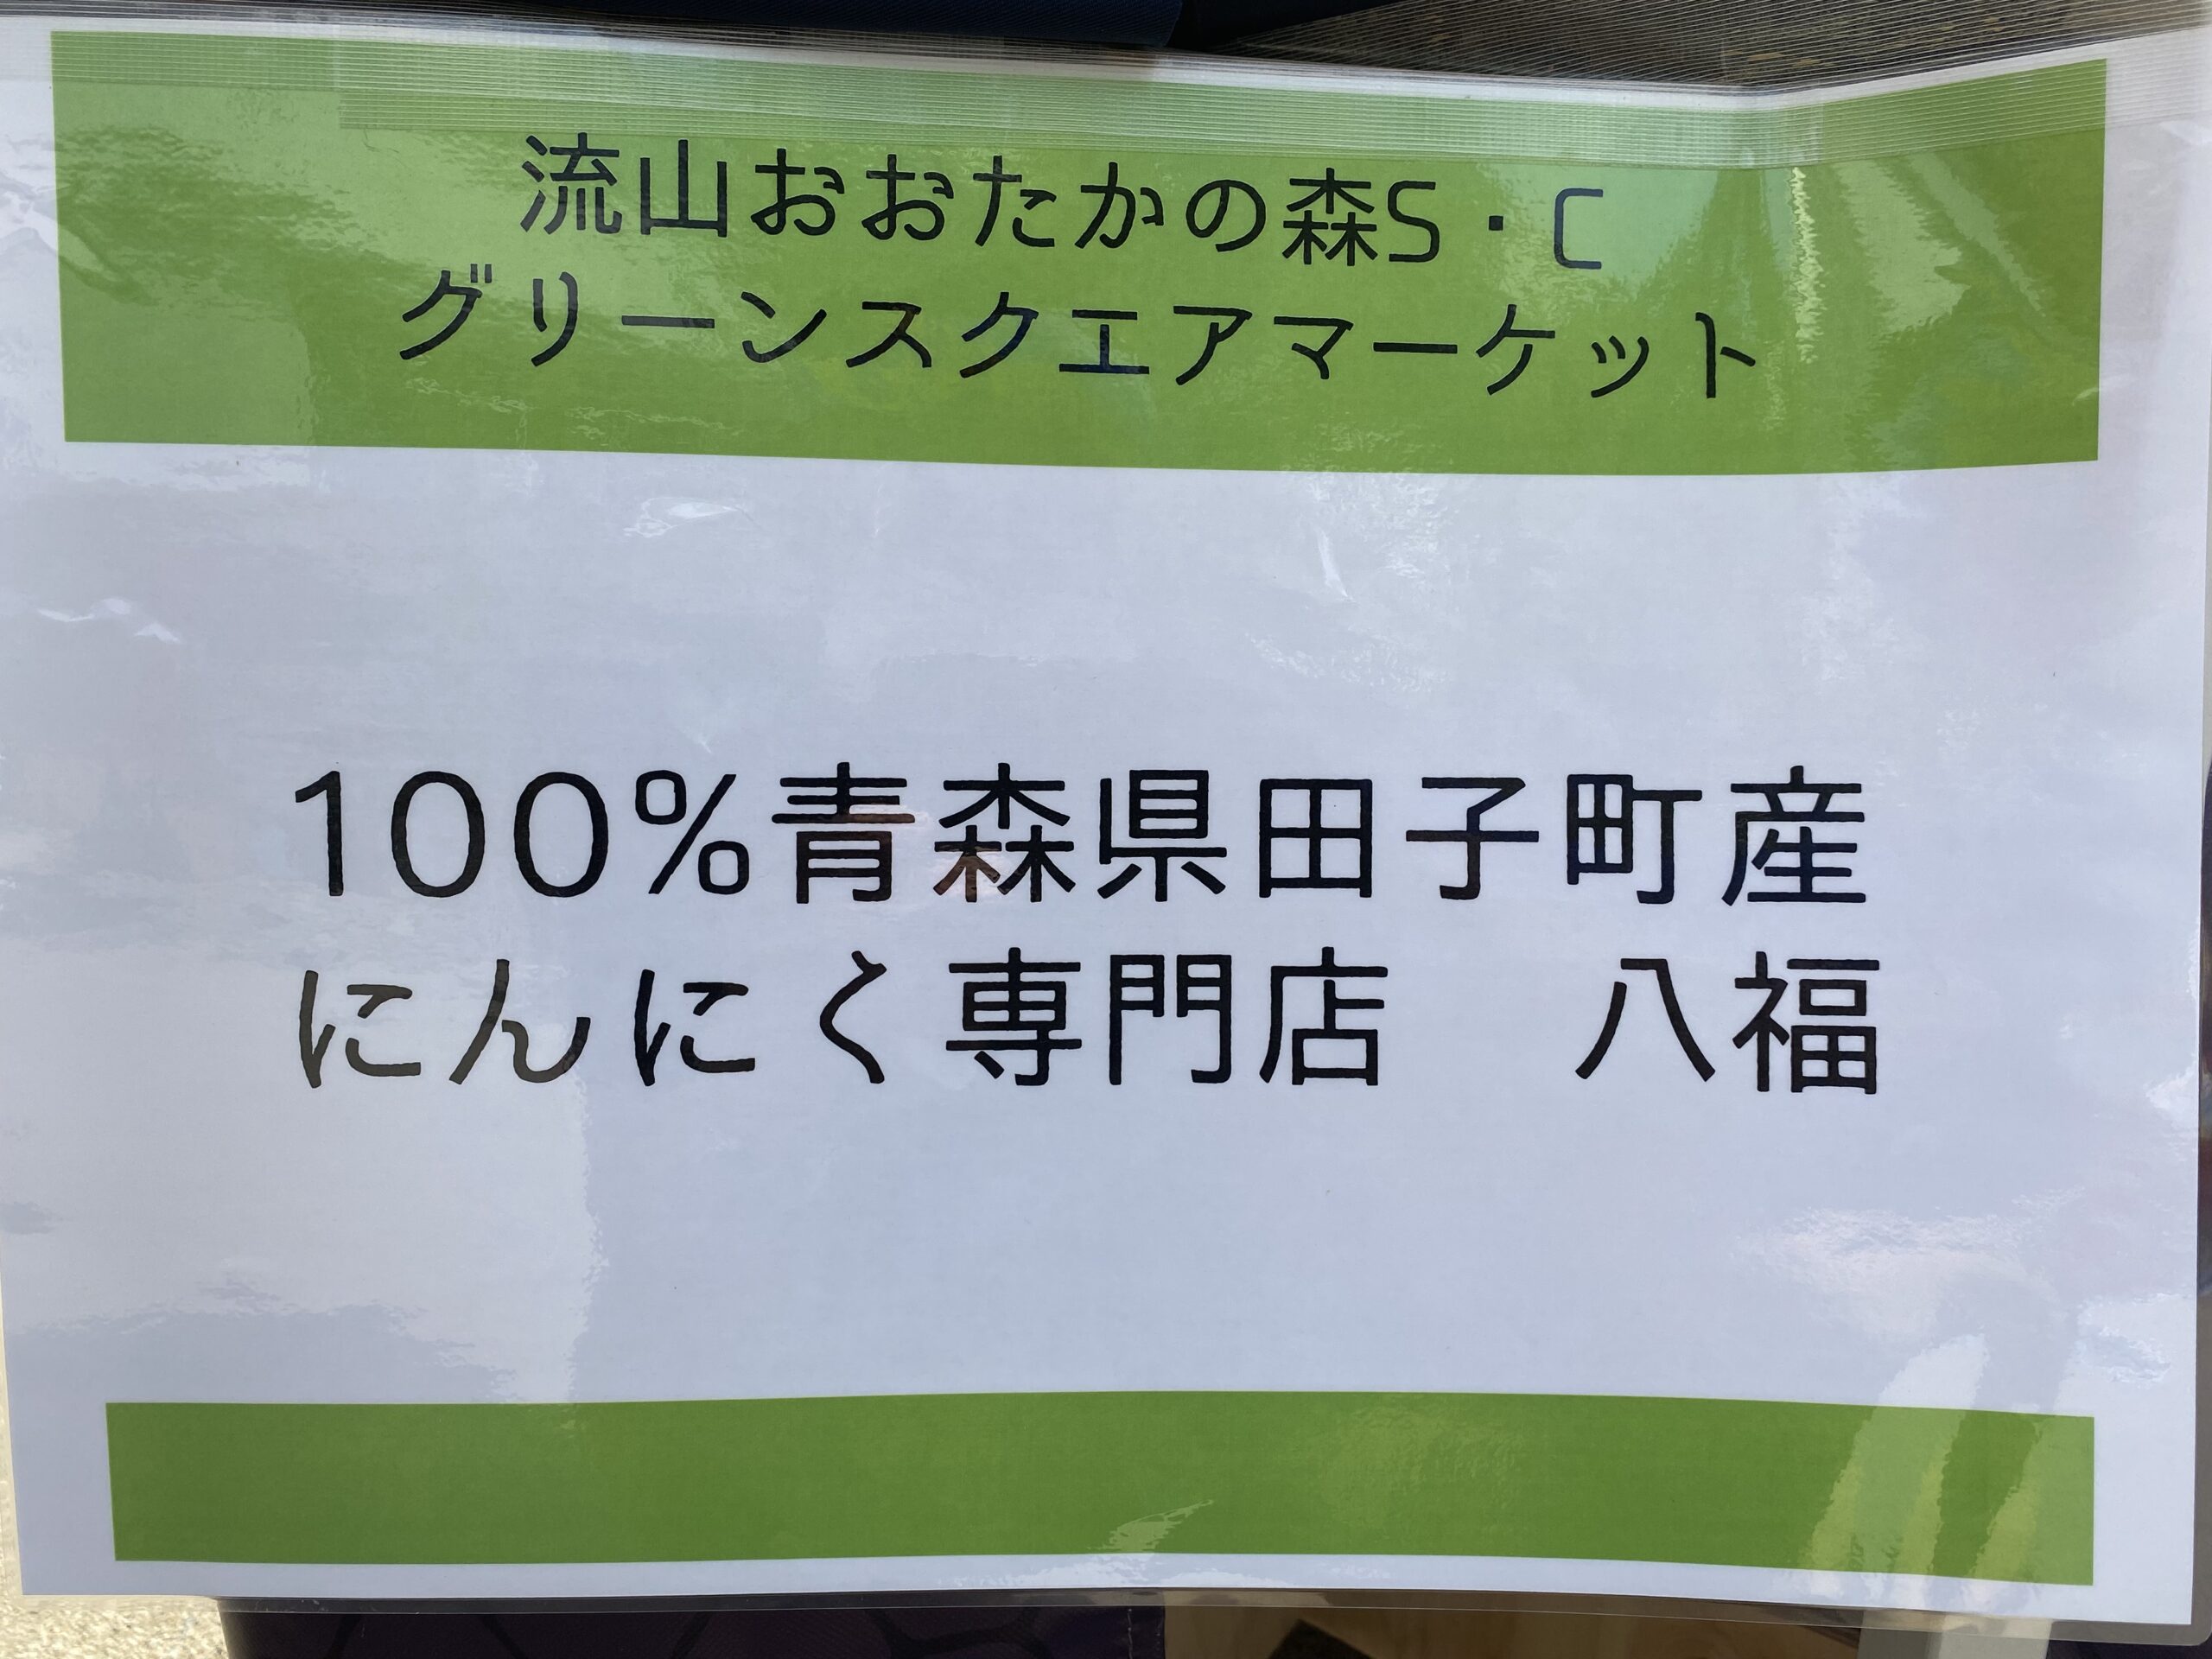 流山おおたかの森S・C
グリーンスクエアマーケット
100%青森県田子町産
にんにく専門店　八福